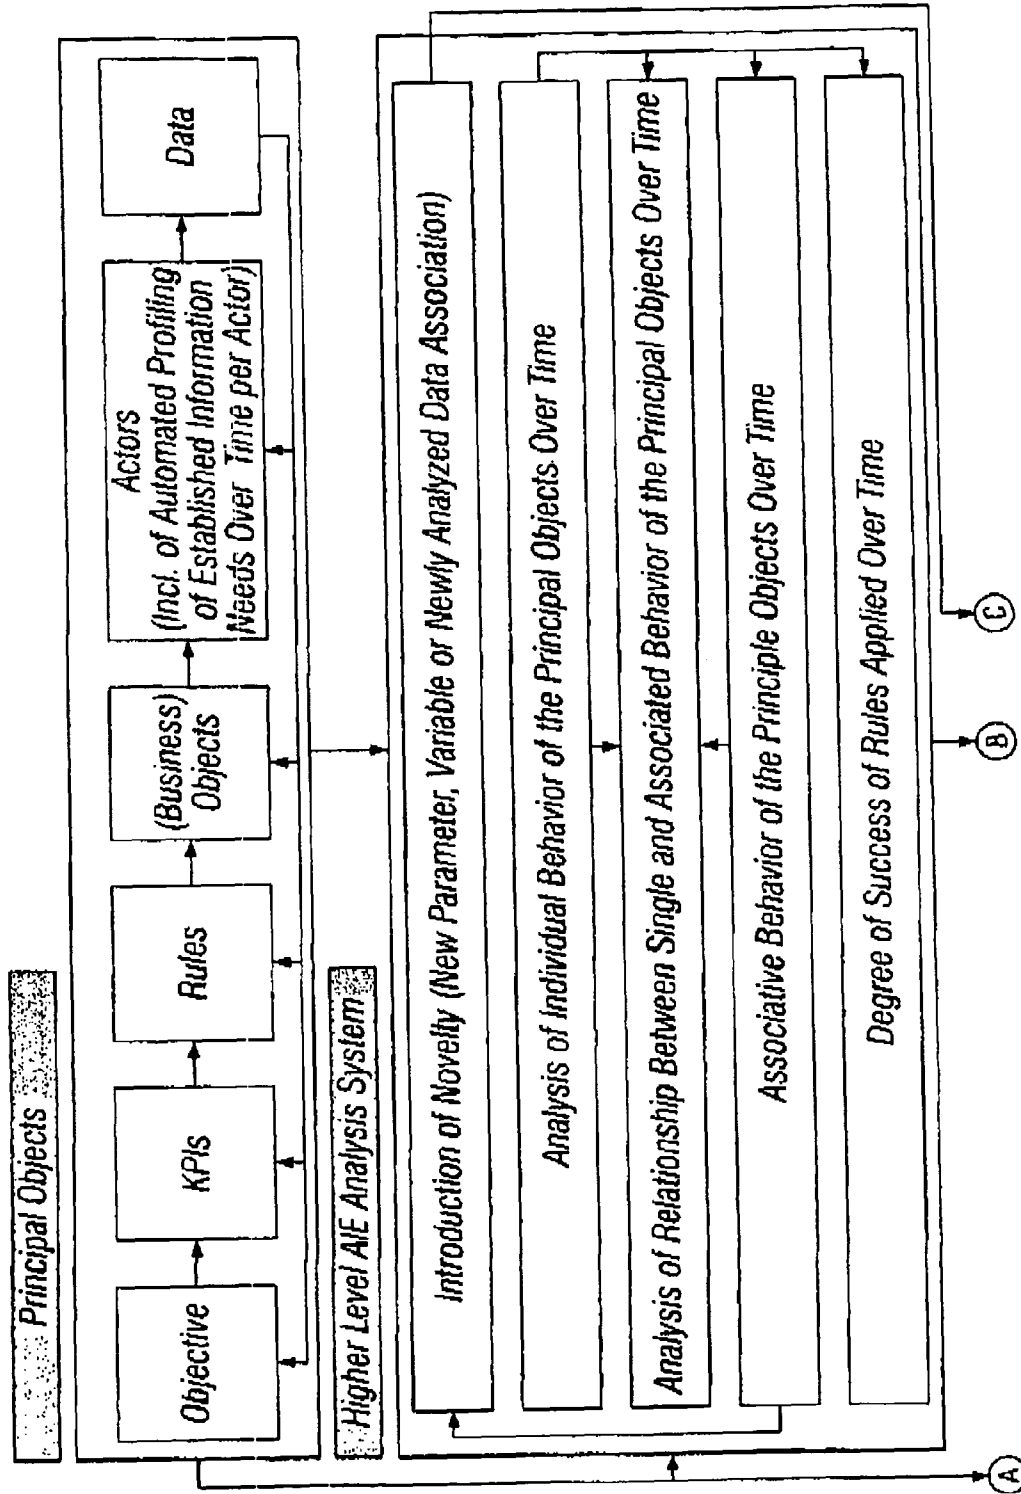 Principal Objects
Objective
KPIs
Rules
(Business)
Objects
Actors
(Incl. of Automated Profiling
of Established Information
Needs Over Time per Actor)
Data
Higher Level AIE Analysis System
Introduction of Novelty (New Parameter, Variable or Newly Analyzed Data Association)
Analysis of Individual Behavior of the Principal Objects Over Time
Analysis of Relationship Between Single and Associated Behavior of the Principal Objects Over Time
Associative Behavior of the Principle Objects Over Time
Degree of Success of Rules Applied Over Time
A
B
C